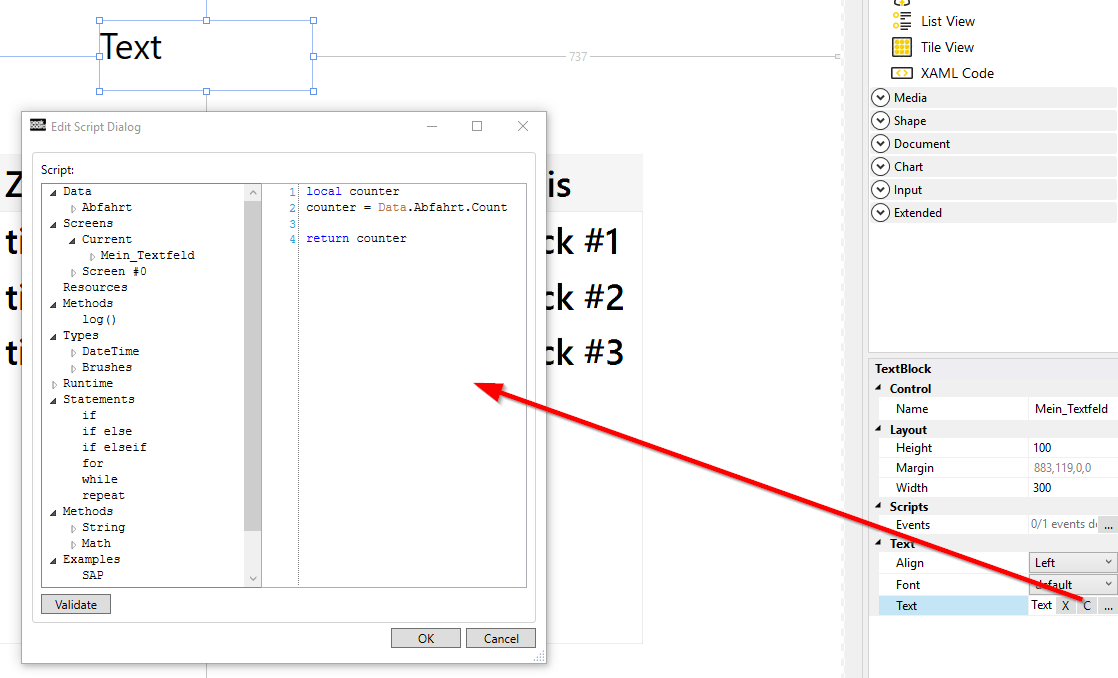 Text
737
Edit Script Dialog
Script:
Data
Abfahrt
Screens
Current
Mein_Textfeld
Screen #0
Resources
Methods
log()
Types
DateTime
Brushes
Runtime
Statements
if
if else
if elseif
for
while
repeat
Methods
String
Math
Examples
SAP
1 local counter
2 counter = Data.Abfahrt.Count
3
4 return counter
Validate
OK
Cancel
Z
is
ti
ck #1
ti
ck #2
ti
ck #3
List View
Tile View
XAML Code
Media
Shape
Document
Chart
Input
Extended
TextBlock
Control
Name Mein_Textfeld
Layout
Height 100
Margin 883,119,0,0
Width 300
Scripts
Events 0/1 events de ...
Text
Align Left
Font default
Text Text X C ...